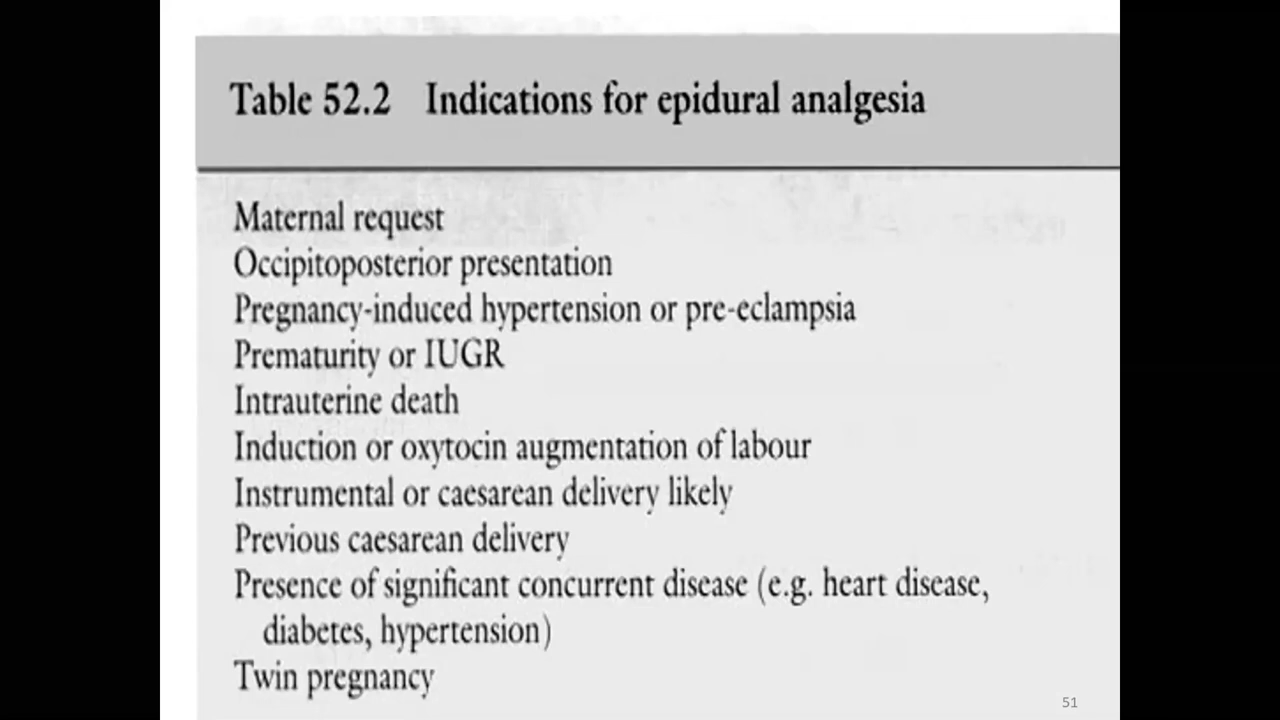 Table 52.2 Indications for epidural analgesia
Maternal request
Occipitoposterior presentation
Pregnancy-induced hypertension or pre-eclampsia
Prematurity or IUGR
Intrauterine death
Induction or oxytocin augmentation of labour
Instrumental or caesarean delivery likely
Previous caesarean delivery
Presence of significant concurrent disease (e.g. heart disease,
diabetes, hypertension)
Twin pregnancy
51